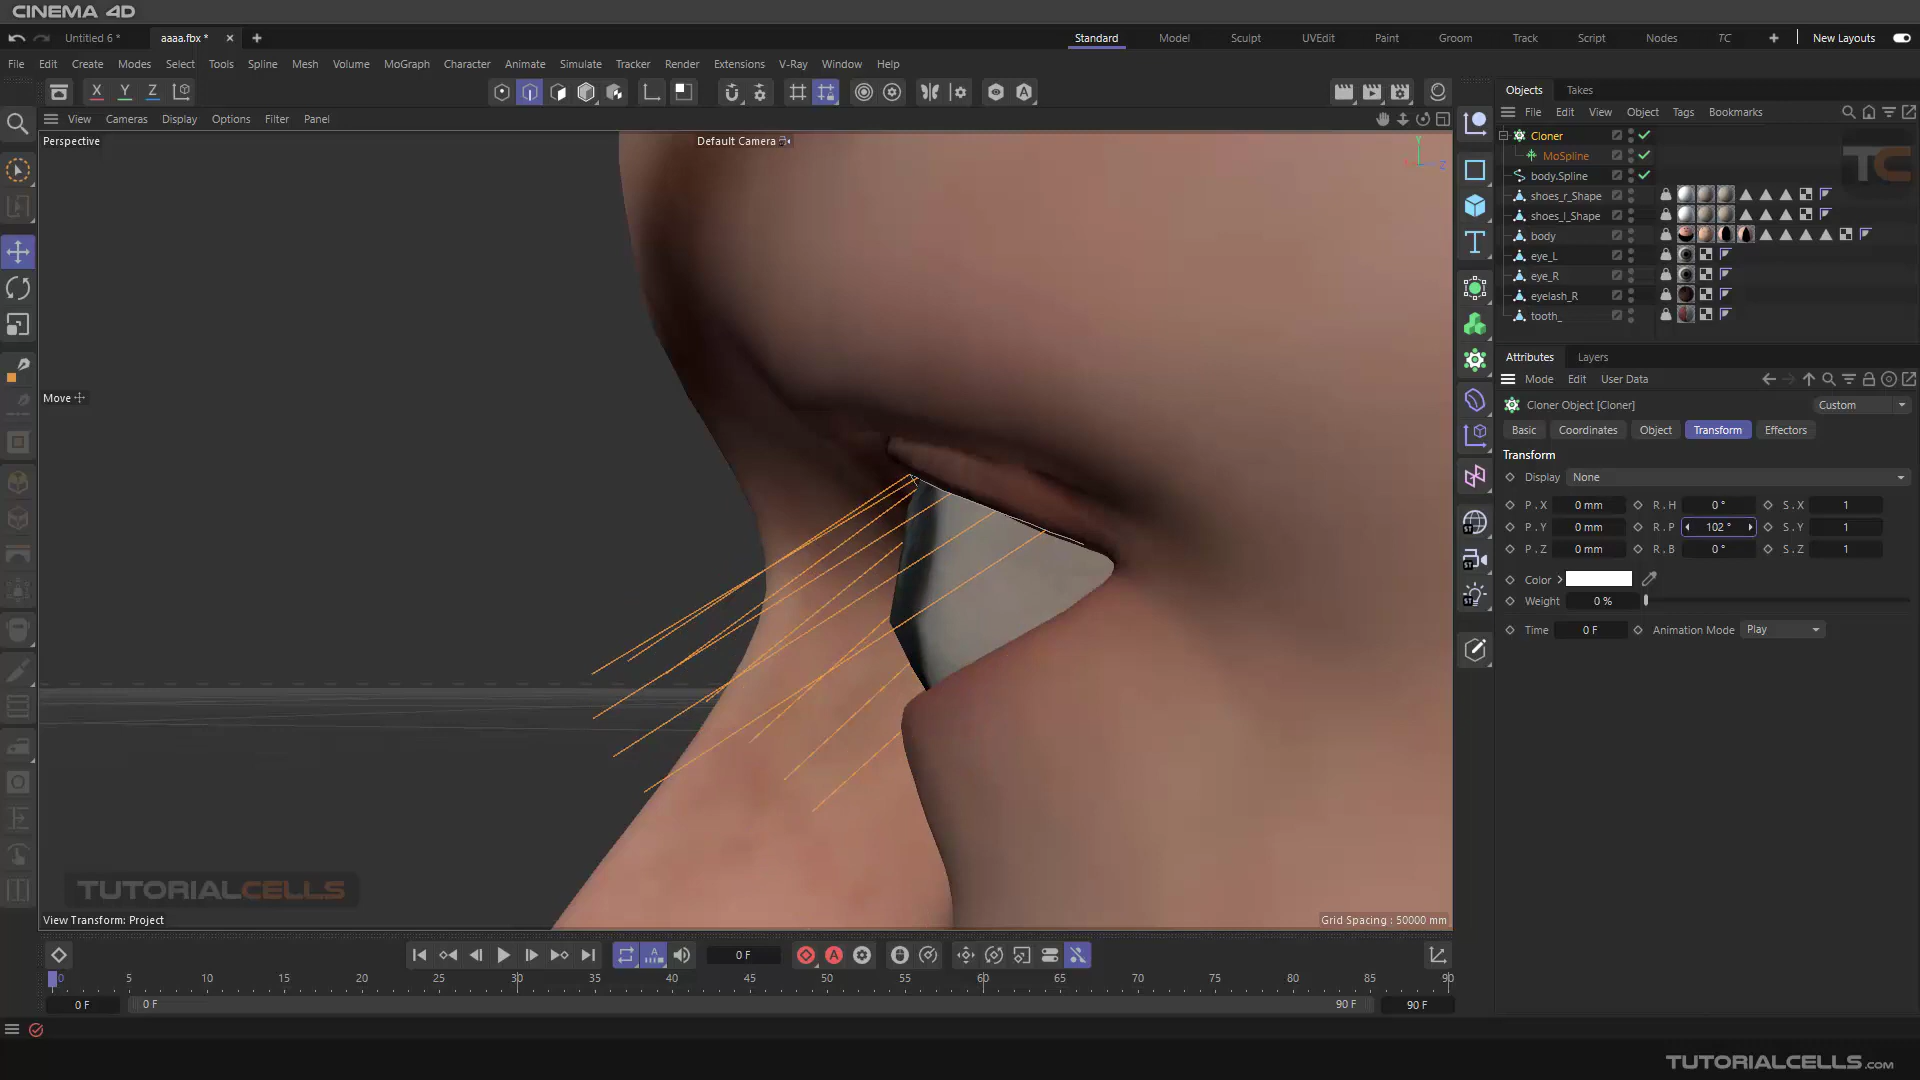 CINEMA 4D
Untitled 6 *
aaaa.fbx *
Standard
Model
Sculpt
UVEdit
Paint
Groom
Track
Script
Nodes
TC
New Layouts
File Edit Create Modes Select Tools Spline Mesh Volume MoGraph Character Animate Simulate Tracker Render Extensions V-Ray Window Help
X Y Z
View Cameras Display Options Filter Panel
Perspective
Default Camera
Y
Z
Move
TUTORIALCELLS
View Transform: Project
Grid Spacing : 50000 mm
Objects Takes
File Edit View Object Tags Bookmarks
Cloner
MoSpline
body.Spline
shoes_r_Shape
shoes_l_Shape
body
eye_L
eye_R
eyelash_R
tooth_
TC
Attributes Layers
Mode Edit User Data
Cloner Object [Cloner]
Custom
Basic Coordinates Object Transform Effectors
Transform
Display None
P . X 0 mm R . H 0 ° S . X 1
P . Y 0 mm R . P 102 ° S . Y 1
P . Z 0 mm R . B 0 ° S . Z 1
Color
Weight 0 %
Time 0 F Animation Mode Play
0 F
0 5 10 15 20 25 30 35 40 45 50 55 60 65 70 75 80 85 90
0 F 0 F 90 F 90 F
TUTORIALCELLS.COM